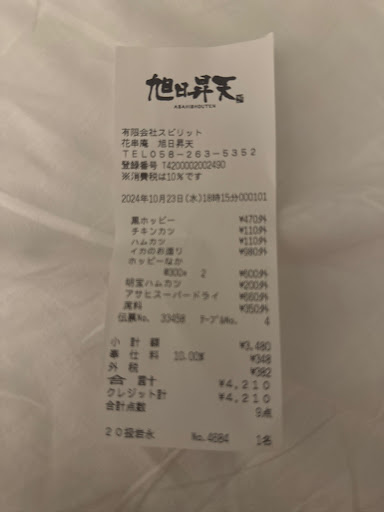 旭日昇天
ASAHISHOUTEN
有限会社スピリット
花串庵 旭日昇天
TEL058-263-5352
登録番号 T4200002002490
※消費税は10%です
2024年10月23日(水)18時15分000101
黒ホッピー ¥470外
チキンカツ ¥110外
ハムカツ ¥110外
イカのお造り ¥980外
ホッピーなか
¥300× 2 ¥600外
明宝ハムカツ ¥200外
アサヒスーパードライ ¥660外
席料 ¥350外
伝票No. 30458 テーブルNo. 4
小計額 ¥3,480
奉仕料 10.00% ¥348
外税 ¥382
合計 ¥4,210
クレジット計 ¥4,210
合計点数 9点
No.4684 1名